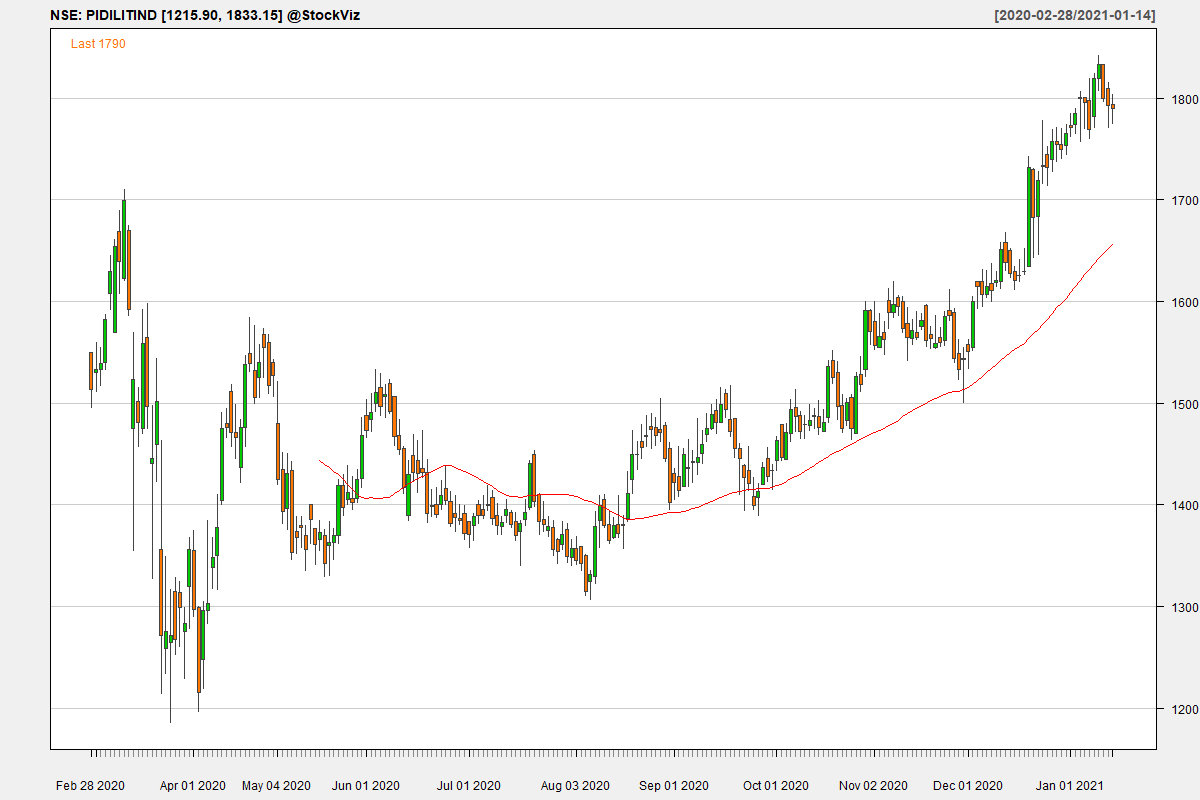 NSE: PIDILITIND [1215.90, 1833.15] @StockViz
[2020-02-28/2021-01-14]
Last 1790
1800
1700
1600
1500
1400
1300
1200
Feb 28 2020 Apr 01 2020 May 04 2020 Jun 01 2020 Jul 01 2020 Aug 03 2020 Sep 01 2020 Oct 01 2020 Nov 02 2020 Dec 01 2020 Jan 01 2021